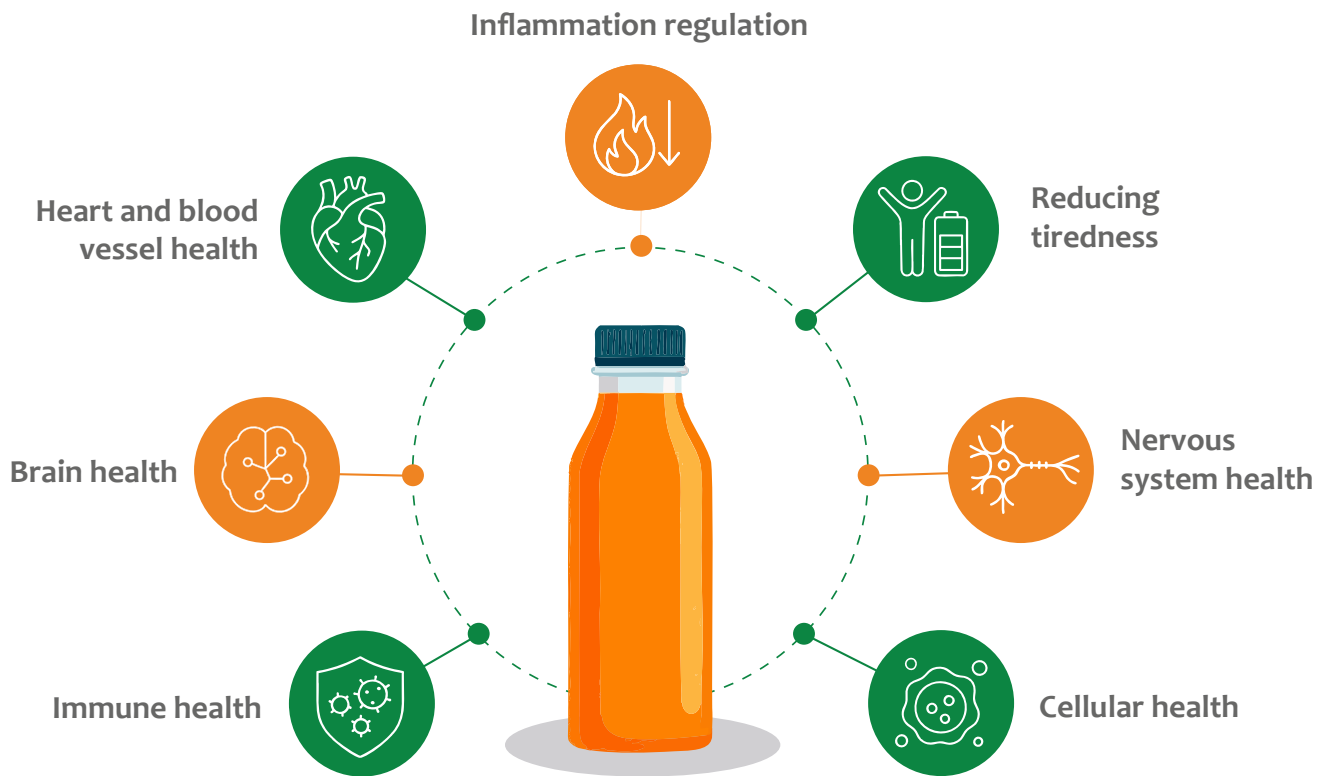 Inflammation regulation
Heart and blood
vessel health
Reducing
tiredness
Brain health
Nervous
system health
Immune health
Cellular health